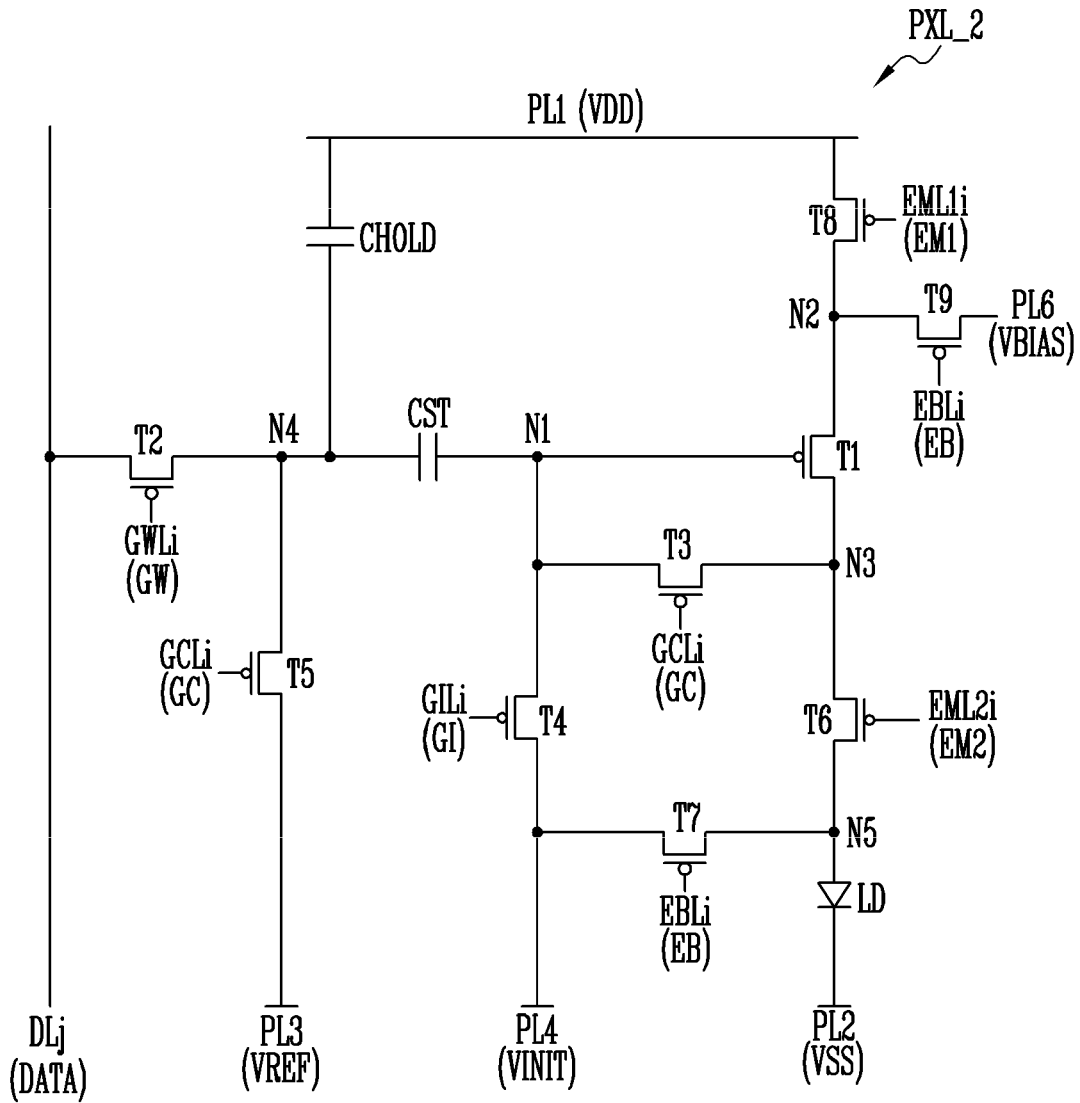 PXL_2
PL1 (VDD)
T8
EML1i
(EM1)
CHOLD
N2
T9
PL6
(VBIAS)
EBLi
(EB)
T2
N4
CST
N1
T1
GWLi
(GW)
T3
N3
GCLi
(GC)
T5
GCLi
(GC)
GILi
(GI)
T4
T6
EML2i
(EM2)
T7
N5
EBLi
(EB)
LD
DLj
(DATA)
PL3
(VREF)
PL4
(VINIT)
PL2
(VSS)